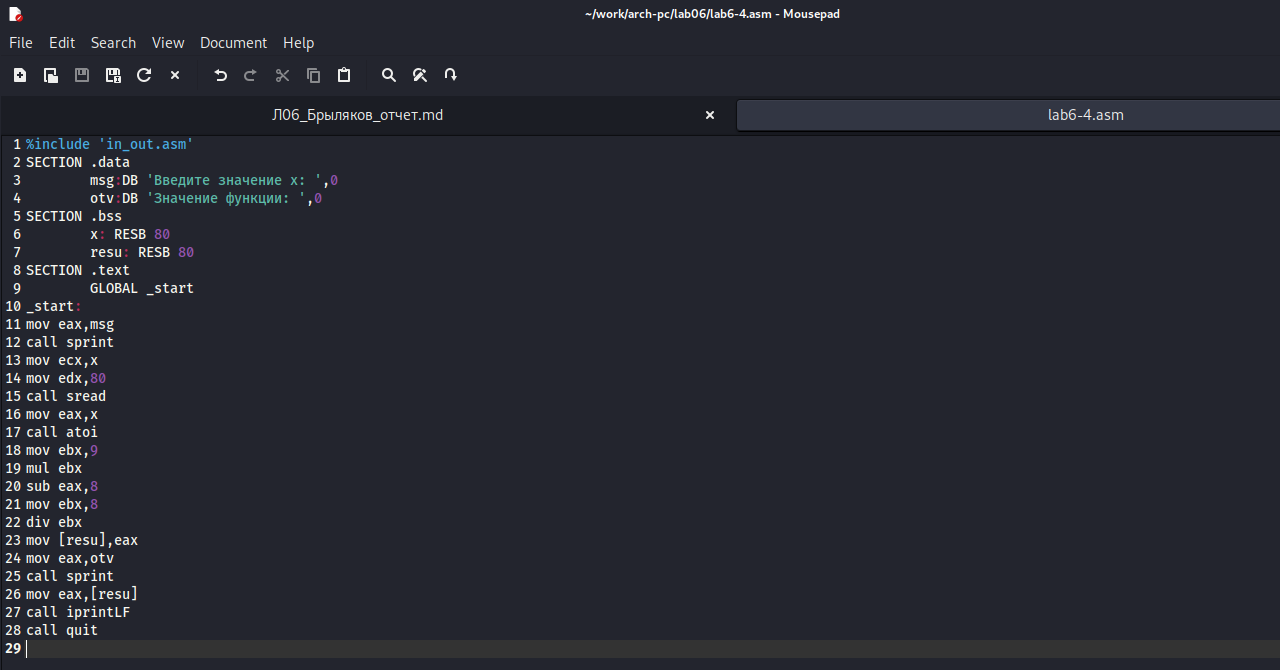 ~/work/arch-pc/lab06/lab6-4.asm - Mousepad
File Edit Search View Document Help
Л06_Брыляков_отчет.md
lab6-4.asm
1 %include 'in_out.asm'
2 SECTION .data
3 msg:DB 'Введите значение x: ',0
4 otv:DB 'Значение функции: ',0
5 SECTION .bss
6 x: RESB 80
7 resu: RESB 80
8 SECTION .text
9 GLOBAL _start
10 _start:
11 mov eax,msg
12 call sprint
13 mov ecx,x
14 mov edx,80
15 call sread
16 mov eax,x
17 call atoi
18 mov ebx,9
19 mul ebx
20 sub eax,8
21 mov ebx,8
22 div ebx
23 mov [resu],eax
24 mov eax,otv
25 call sprint
26 mov eax,[resu]
27 call iprintLF
28 call quit
29